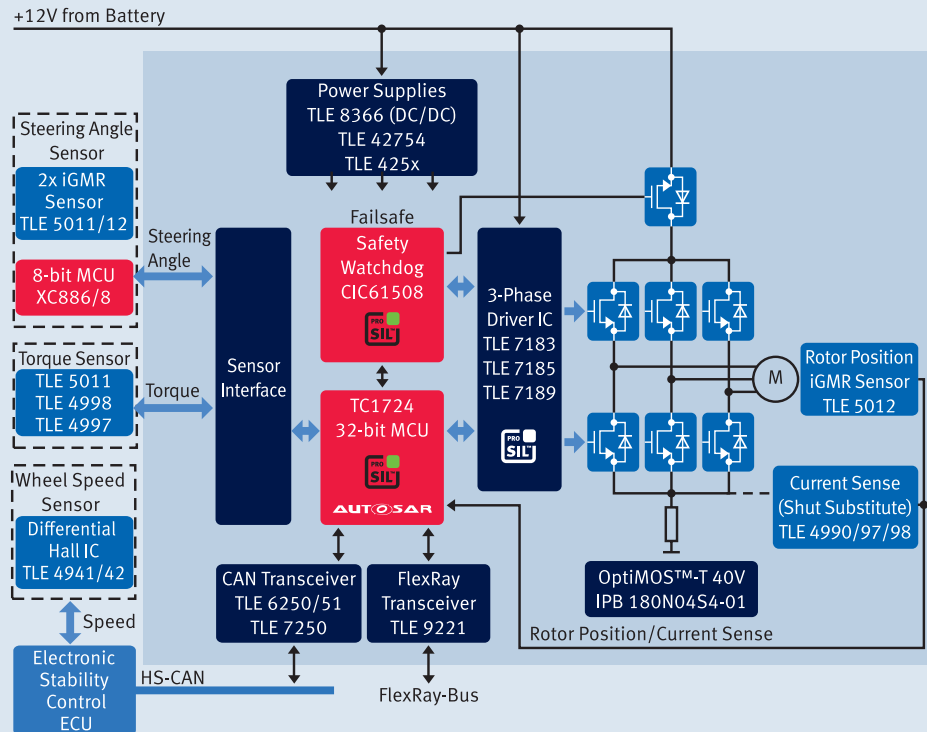 +12V from Battery
Power Supplies
TLE 8366 (DC/DC)
TLE 42754
TLE 425x
Steering Angle
Sensor
2x iGMR
Sensor
TLE 5011/12
8-bit MCU
XC886/8
Steering
Angle
Torque Sensor
TLE 5011
TLE 4998
TLE 4997
Torque
Wheel Speed
Sensor
Differential
Hall IC
TLE 4941/42
Speed
Electronic
Stability
Control
ECU
HS-CAN
Sensor
Interface
Failsafe
Safety
Watchdog
CIC61508
PRO
SIL
TC1724
32-bit MCU
PRO
SIL
AUTOSAR
3-Phase
Driver IC
TLE 7183
TLE 7185
TLE 7189
PRO
SIL
M
Rotor Position
iGMR Sensor
TLE 5012
Current Sense
(Shut Substitute)
TLE 4990/97/98
OptiMOS™-T 40V
IPB 180N04S4-01
CAN Transceiver
TLE 6250/51
TLE 7250
FlexRay
Transceiver
TLE 9221
Rotor Position/Current Sense
FlexRay-Bus